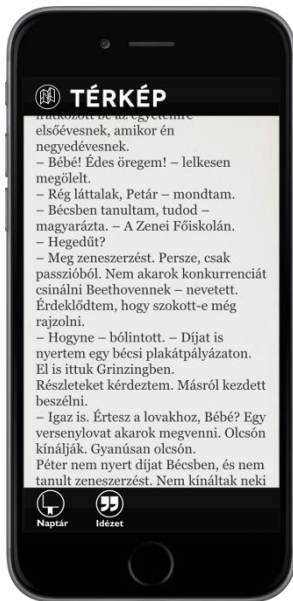 TÉRKÉP
iratkozott be az egyetemre
elsőévesnek, amikor én
negyedévesnek.
– Bébé! Édes öregem! – lelkesen
megölelt.
– Rég láttalak, Petár – mondtam.
– Bécsben tanultam, tudod –
magyarázta. – A Zenei Főiskolán.
– Hegedűt?
– Meg zeneszerzést. Persze, csak
passzióból. Nem akarok konkurrenciát
csinálni Beethovennek – nevetett.
Érdeklődtem, hogy szokott-e még
rajzolni.
– Hogyne – bólintott. – Díjat is
nyertem egy bécsi plakátpályázaton.
El is ittuk Grinzingben.
Részleteket kérdeztem. Másról kezdett
beszélni.
– Igaz is. Értesz a lovakhoz, Bébé? Egy
versenylovat akarok megvenni. Olcsón
kínálják. Gyanúsan olcsón.
Péter nem nyert díjat Bécsben, és nem
tanult zeneszerzést. Nem kínáltak neki
Naptár Idézet